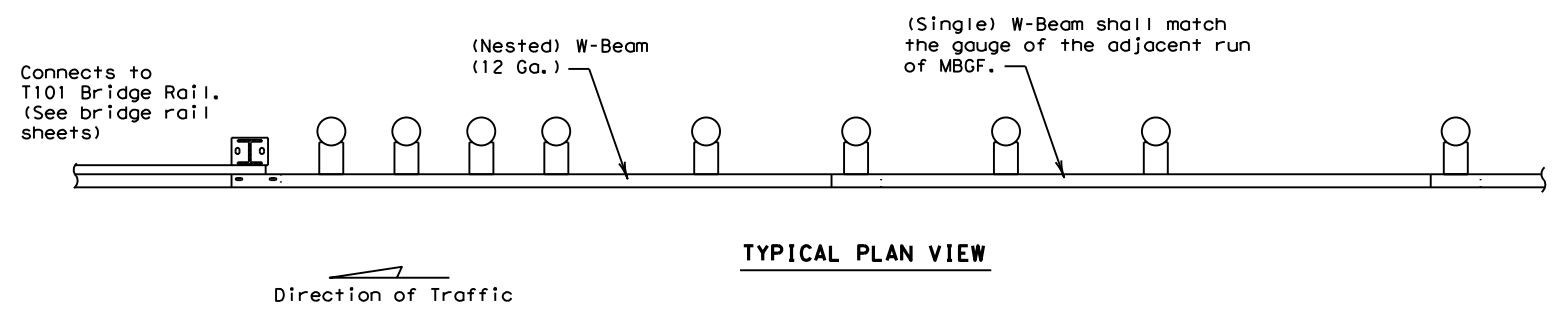 (Single) W-Beam shall match
the gauge of the adjacent run
of MBGF.
(Nested) W-Beam
(12 Ga.)
Connects to
T101 Bridge Rail.
(See bridge rail
sheets)
TYPICAL PLAN VIEW
Direction of Traffic